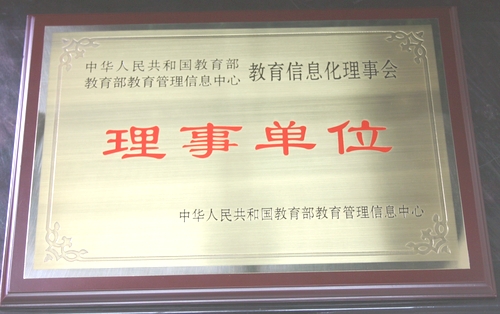 中华人民共和国教育部
教育部教育管理信息中心 教育信息化理事会
理事单位
中华人民共和国教育部教育管理信息中心